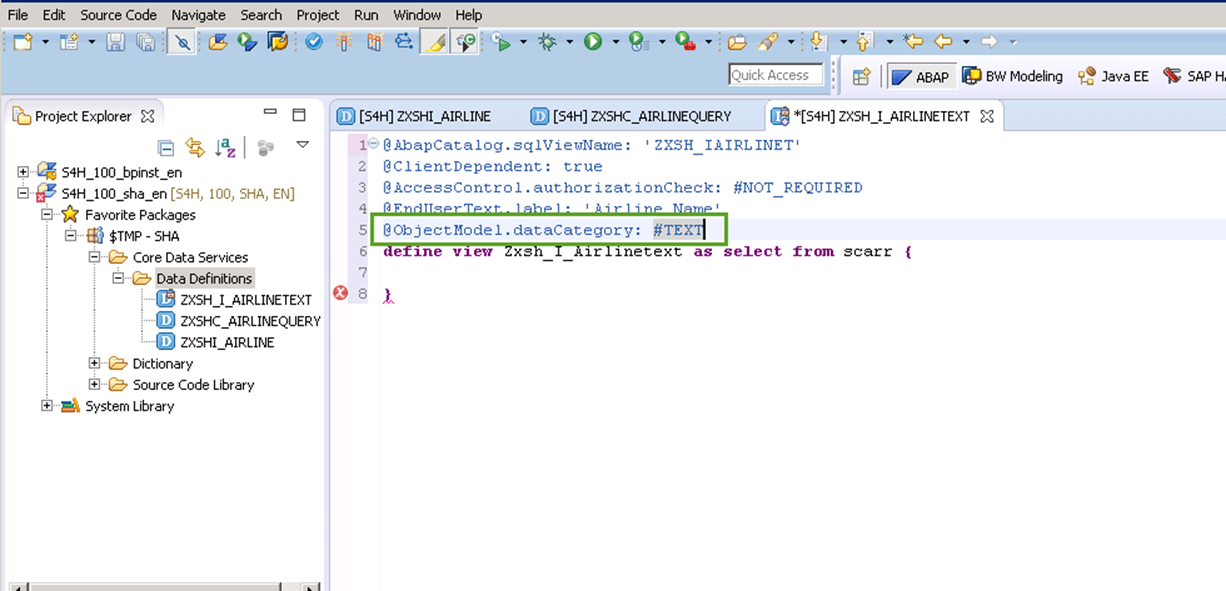 File Edit Source Code Navigate Search Project Run Window Help
Quick Access
ABAP
BW Modeling
Java EE
SAP HA
Project Explorer
[S4H] ZXSHI_AIRLINE
[S4H] ZXSHC_AIRLINEQUERY
*[S4H] ZXSH_I_AIRLINETEXT
S4H_100_bpinst_en
S4H_100_sha_en [S4H, 100, SHA, EN]
Favorite Packages
$TMP - SHA
Core Data Services
Data Definitions
ZXSH_I_AIRLINETEXT
ZXSHC_AIRLINEQUERY
ZXSHI_AIRLINE
Dictionary
Source Code Library
System Library
1 @AbapCatalog.sqlViewName: 'ZXSH_IAIRLINET'
2 @ClientDependent: true
3 @AccessControl.authorizationCheck: #NOT_REQUIRED
4 @EndUserText.label: 'Airline Name'
5 @ObjectModel.dataCategory: #TEXT
6 define view Zxsh_I_Airlinetext as select from scarr {
7
8 }